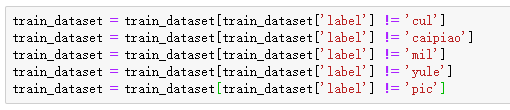 train_dataset = train_dataset[train_dataset['label'] != 'cul']
train_dataset = train_dataset[train_dataset['label'] != 'caipiao']
train_dataset = train_dataset[train_dataset['label'] != 'mil']
train_dataset = train_dataset[train_dataset['label'] != 'yule']
train_dataset = train_dataset[train_dataset['label'] != 'pic']